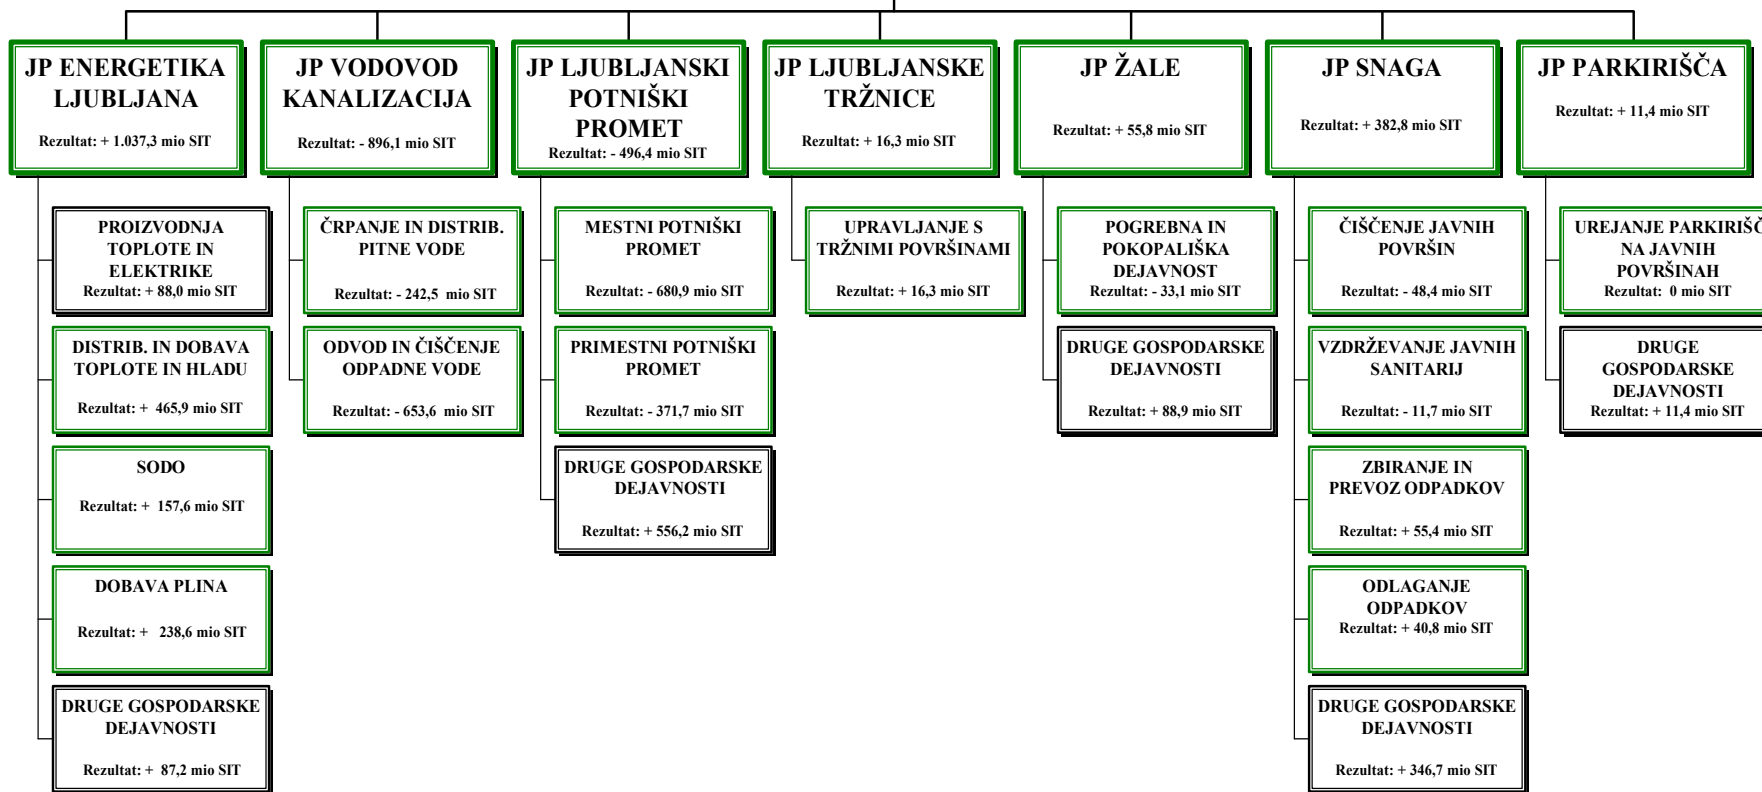 JP ENERGETIKA
LJUBLJANA
Rezultat: + 1.037,3 mio SIT
PROIZVODNJA
TOPLOTE IN
ELEKTRIKE
Rezultat: + 88,0 mio SIT
DISTRIB. IN DOBAVA
TOPLOTE IN HLADU
Rezultat: + 465,9 mio SIT
SODO
Rezultat: + 157,6 mio SIT
DOBAVA PLINA
Rezultat: + 238,6 mio SIT
DRUGE GOSPODARSKE
DEJAVNOSTI
Rezultat: + 87,2 mio SIT
JP VODOVOD
KANALIZACIJA
Rezultat: - 896,1 mio SIT
ČRPANJE IN DISTRIB.
PITNE VODE
Rezultat: - 242,5 mio SIT
ODVOD IN ČIŠČENJE
ODPADNE VODE
Rezultat: - 653,6 mio SIT
JP LJUBLJANSKI
POTNIŠKI
PROMET
Rezultat: - 496,4 mio SIT
MESTNI POTNIŠKI
PROMET
Rezultat: - 680,9 mio SIT
PRIMESTNI POTNIŠKI
PROMET
Rezultat: - 371,7 mio SIT
DRUGE GOSPODARSKE
DEJAVNOSTI
Rezultat: + 556,2 mio SIT
JP LJUBLJANSKE
TRŽNICE
Rezultat: + 16,3 mio SIT
UPRAVLJANJE S
TRŽNIMI POVRŠINAMI
Rezultat: + 16,3 mio SIT
JP ŽALE
Rezultat: + 55,8 mio SIT
POGREBNA IN
POKOPALIŠKA
DEJAVNOST
Rezultat: - 33,1 mio SIT
DRUGE GOSPODARSKE
DEJAVNOSTI
Rezultat: + 88,9 mio SIT
JP SNAGA
Rezultat: + 382,8 mio SIT
ČIŠČENJE JAVNIH
POVRŠIN
Rezultat: - 48,4 mio SIT
VZDRŽEVANJE JAVNIH
SANITARIJ
Rezultat: - 11,7 mio SIT
ZBIRANJE IN
PREVOZ ODPADKOV
Rezultat: + 55,4 mio SIT
ODLAGANJE
ODPADKOV
Rezultat: + 40,8 mio SIT
DRUGE GOSPODARSKE
DEJAVNOSTI
Rezultat: + 346,7 mio SIT
JP PARKIRIŠČA
Rezultat: + 11,4 mio SIT
UREJANJE PARKIRIŠČ
NA JAVNIH
POVRŠINAH
Rezultat: 0 mio SIT
DRUGE
GOSPODARSKE
DEJAVNOSTI
Rezultat: + 11,4 mio SIT